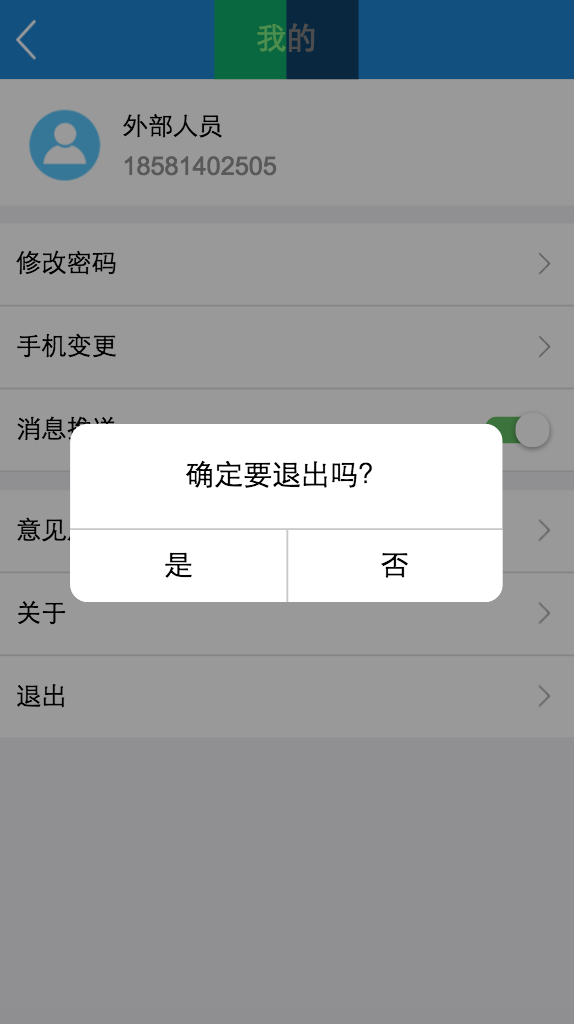 我的
外部人员
18581402505
修改密码
手机变更
消息推送
确定要退出吗?
意见
是
否
关于
退出